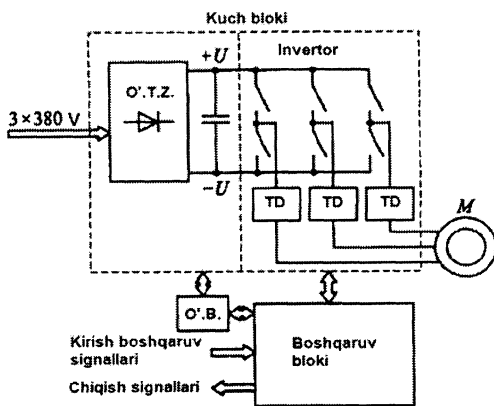 Kuch bloki
+U
Invertor
O'.T.Z.
3×380 V
−U
TD
TD
TD
M
O'.B.
Kirish boshqaruv
signallari
Chiqish signallari
Boshqaruv
bloki